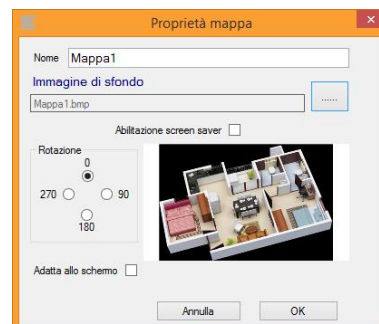 Proprietà mappa
Nome Mappa1
Immagine di sfondo
Mappa1.bmp
......
Abilitazione screen saver
Rotazione
0
270 90
180
Adatta allo schermo
Annulla OK